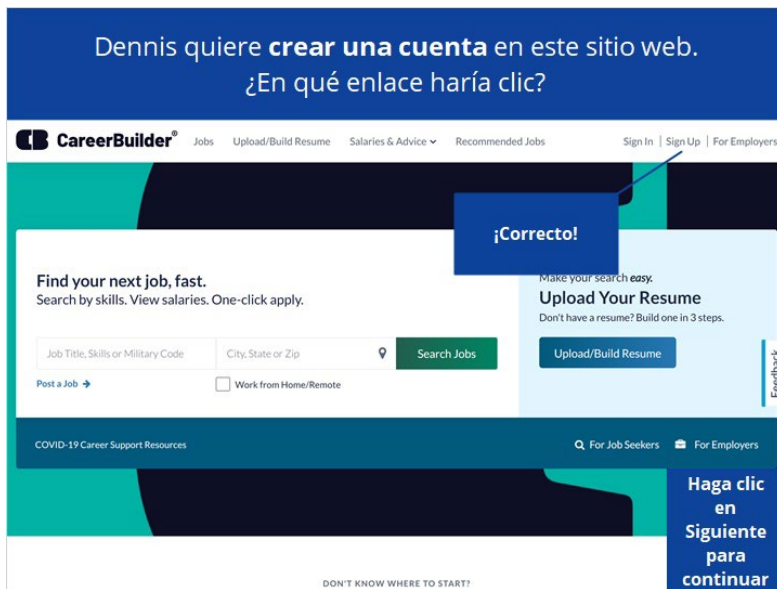 Dennis quiere crear una cuenta en este sitio web.
¿En qué enlace haría clic?
CB CareerBuilder®
Jobs
Upload/Build Resume
Salaries & Advice
Recommended Jobs
Sign In | Sign Up | For Employers
¡Correcto!
Find your next job, fast.
Search by skills. View salaries. One-click apply.
Job Title, Skills or Military Code
City, State or Zip
Search Jobs
Post a Job
Work from Home/Remote
Make your search easy.
Upload Your Resume
Don't have a resume? Build one in 3 steps.
Upload/Build Resume
Feedback
COVID-19 Career Support Resources
For Job Seekers
For Employers
Haga clic
en
Siguiente
para
continuar
DON'T KNOW WHERE TO START?